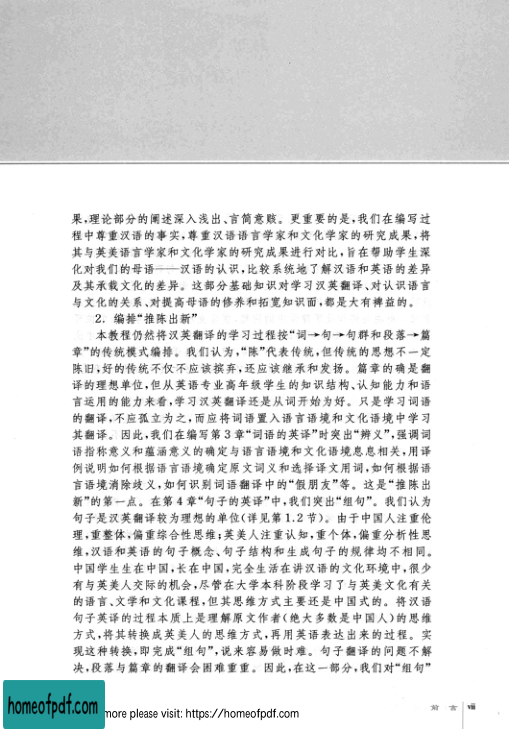 果,理论部分的阐述深入浅出、言简意赅。更重要的是,我们在编写过
程中尊重汉语的事实,尊重汉语语言学家和文化学家的研究成果,将
其与英美语言学家和文化学家的研究成果进行对比,旨在帮助学生深
化对我们的母语——汉语的认识,比较系统地了解汉语和英语的差异
及其承载文化的差异。这部分基础知识对学习汉英翻译、对认识语言
与文化的关系、对提高母语的修养和拓宽知识面,都是大有裨益的。
2. 编排“推陈出新”
本教程仍然将汉英翻译的学习过程按“词→句→句群和段落→篇
章”的传统模式编排。我们认为,“陈”代表传统,但传统的思想不一定
陈旧,好的传统不仅不应该摈弃,还应该继承和发扬。篇章的确是翻
译的理想单位,但从英语专业高年级学生的知识结构、认知能力和语
言运用的能力来看,学习汉英翻译还是从词开始为好。只是学习词语
的翻译,不应孤立为之,而应将词语置入语言语境和文化语境中学习
其翻译。因此,我们在编写第3章“词语的英译”时突出“辨义”,强调词
语指称意义和蕴涵意义的确定与语言语境和文化语境息息相关,用译
例说明如何根据语言语境确定原文词义和选择译文用词,如何根据语
言语境消除歧义,如何识别词语翻译中的“假朋友”等。这是“推陈出
新”的第一点。在第4章“句子的英译”中,我们突出“组句”。我们认为
句子是汉英翻译较为理想的单位(详见第1.2节)。由于中国人注重伦
理,重整体,偏重综合性思维;英美人注重认知,重个体,偏重分析性思
维,汉语和英语的句子概念、句子结构和生成句子的规律均不相同。
中国学生生在中国,长在中国,完全生活在讲汉语的文化环境中,很少
有与英美人交际的机会,尽管在大学本科阶段学习了与英美文化有关
的语言、文学和文化课程,但其思维方式主要还是中国式的。将汉语
句子英译的过程本质上是理解原文作者(绝大多数是中国人)的思维
方式,将其转换成英美人的思维方式,再用英语表达出来的过程。实
现这种转换,即完成“组句”,说来容易做时难。句子翻译的问题不解
决,段落与篇章的翻译会困难重重。因此,在这一部分,我们对“组句”
前 言 vii
homeofpdf.com
more please visit: https://homeofpdf.com